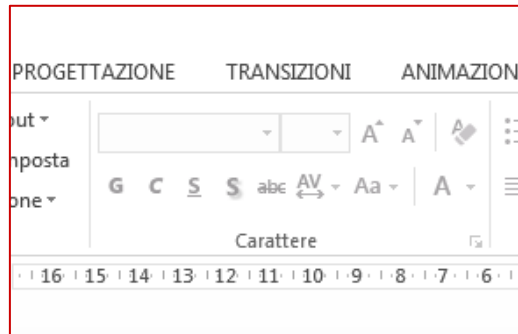 PROGETTAZIONE TRANSIZIONI ANIMAZION
out
nposta
one
A A
G C S S abc AV Aa A
Carattere
16 15 14 13 12 11 10 9 8 7 6